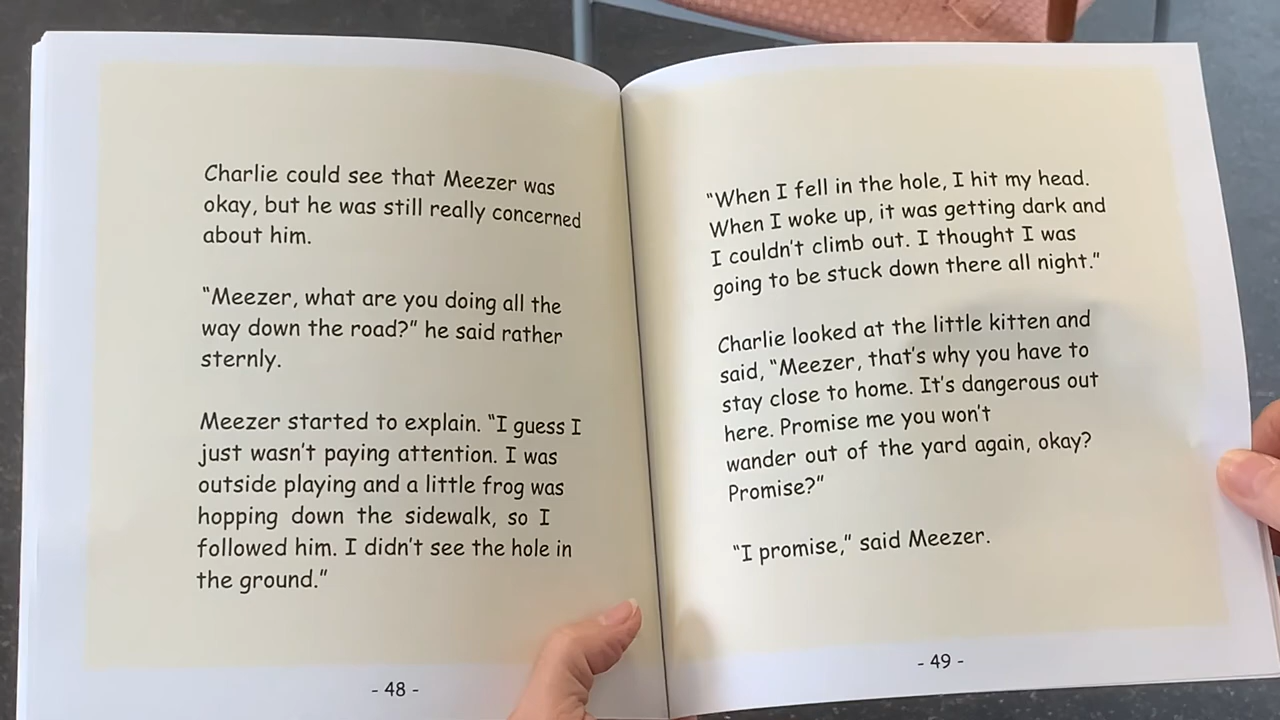 Charlie could see that Meezer was
okay, but he was still really concerned
about him.
“Meezer, what are you doing all the
way down the road?” he said rather
sternly.
Meezer started to explain. “I guess I
just wasn’t paying attention. I was
outside playing and a little frog was
hopping down the sidewalk, so I
followed him. I didn’t see the hole in
the ground.”
- 48 -
“When I fell in the hole, I hit my head.
When I woke up, it was getting dark and
I couldn’t climb out. I thought I was
going to be stuck down there all night.”
Charlie looked at the little kitten and
said, “Meezer, that’s why you have to
stay close to home. It’s dangerous out
here. Promise me you won’t
wander out of the yard again, okay?
Promise?”
“I promise,” said Meezer.
- 49 -